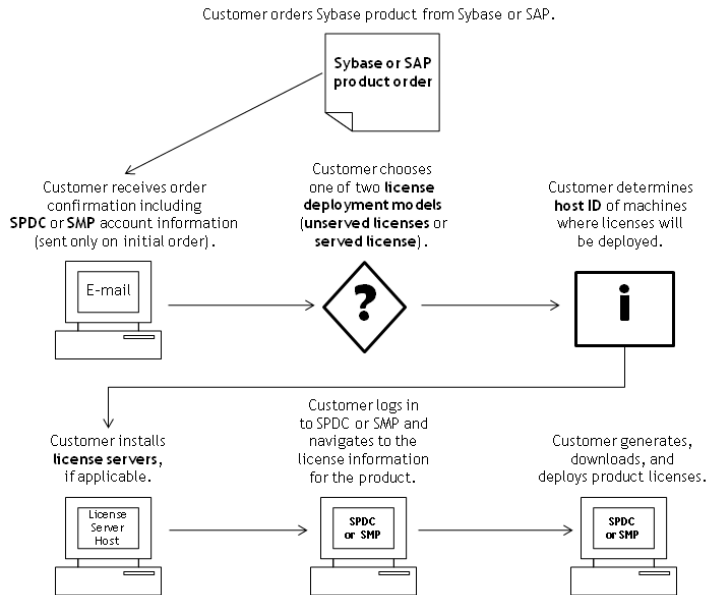 Customer orders Sybase product from Sybase or SAP.
Sybase or SAP
product order
Customer receives order
confirmation including
SPDC or SMP account information
(sent only on initial order).
E-mail
Customer chooses
one of two license
deployment models
(unserved licenses or
served license).
?
Customer determines
host ID of machines
where licenses will
be deployed.
i
Customer installs
license servers,
if applicable.
License
Server
Host
Customer logs in
to SPDC or SMP and
navigates to the
license information
for the product.
SPDC
or SMP
Customer generates,
downloads, and
deploys product licenses.
SPDC
or SMP